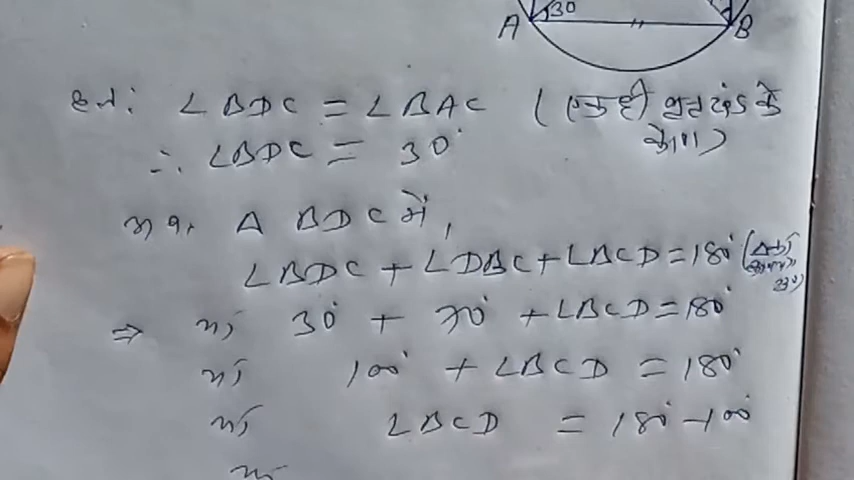 30
A B
हल: ∠BDC = ∠BAC (एक ही वृत्तखंड के
कोण)
∴ ∠BDC = 30°
अब, Δ BDC में,
∠BDC + ∠DBC + ∠BCD = 180° (Δ के
⇒ या, 30° + 70° + ∠BCD = 180°
या, 100° + ∠BCD = 180°
या, ∠BCD = 180° - 100°
या